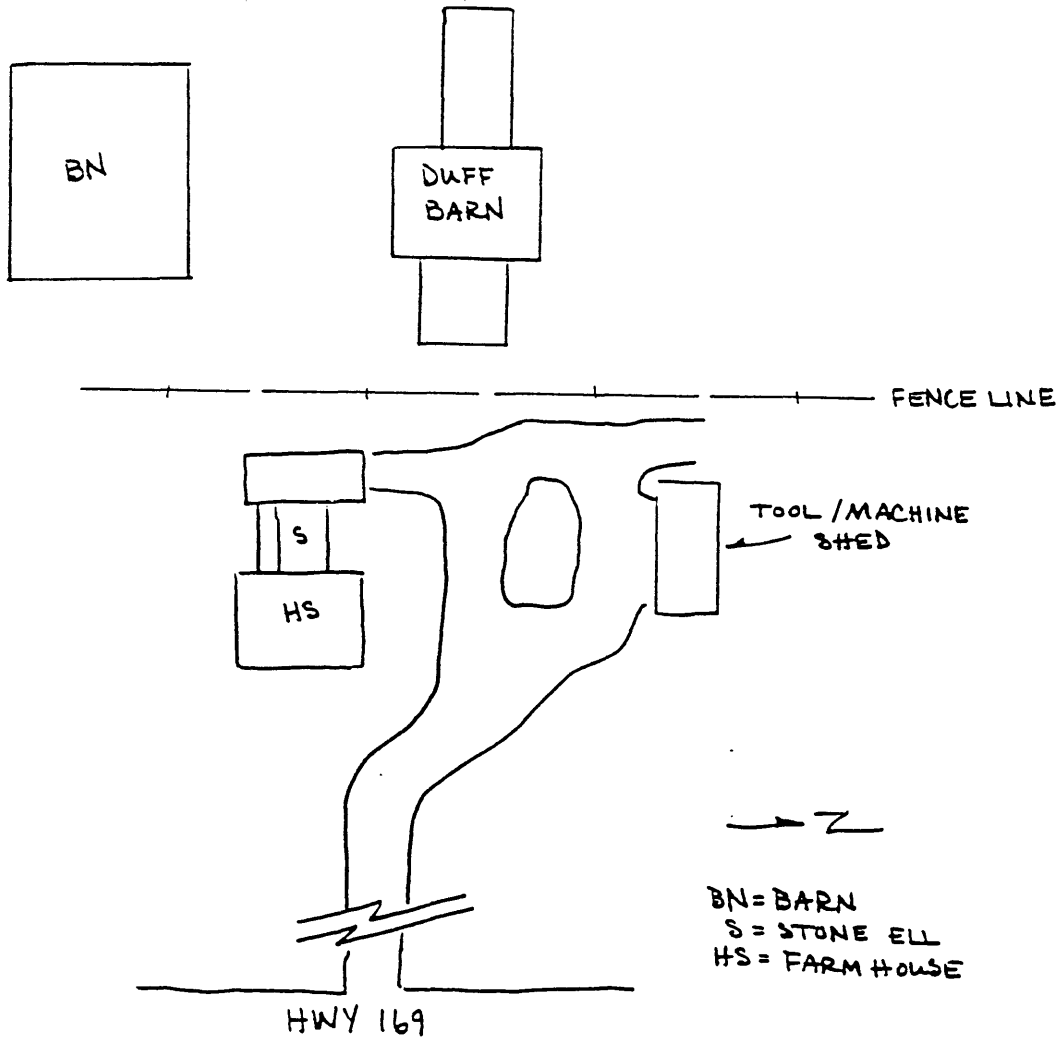 BN
DUFF
BARN
FENCE LINE
S
TOOL/MACHINE
SHED
HS
N
BN = BARN
S = STONE ELL
HS = FARM HOUSE
HWY 169